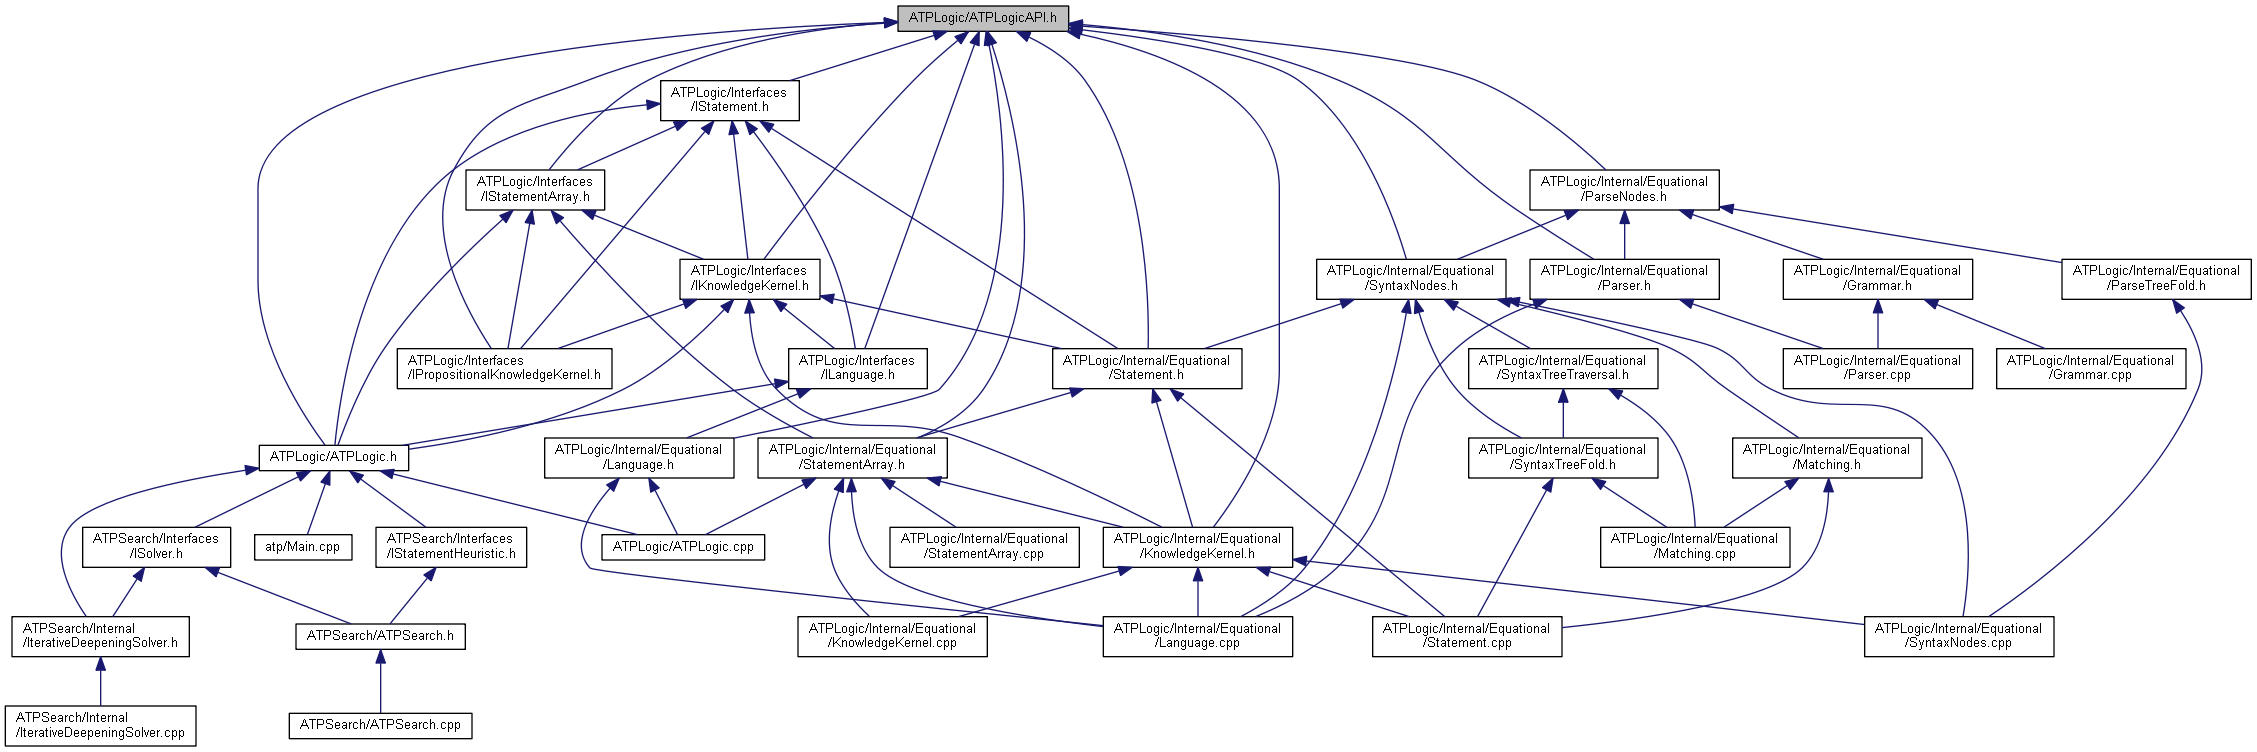 ATPLogic/ATPLogicAPI.h
ATPLogic/Interfaces
/IStatement.h
ATPLogic/Interfaces
/IStatementArray.h
ATPLogic/Internal/Equational
/ParseNodes.h
ATPLogic/Interfaces
/IKnowledgeKernel.h
ATPLogic/Internal/Equational
/SyntaxNodes.h
ATPLogic/Internal/Equational
/Parser.h
ATPLogic/Internal/Equational
/Grammar.h
ATPLogic/Internal/Equational
/ParseTreeFold.h
ATPLogic/Interfaces
/IPropositionalKnowledgeKernel.h
ATPLogic/Interfaces
/ILanguage.h
ATPLogic/Internal/Equational
/Statement.h
ATPLogic/Internal/Equational
/SyntaxTreeTraversal.h
ATPLogic/Internal/Equational
/Parser.cpp
ATPLogic/Internal/Equational
/Grammar.cpp
ATPLogic/ATPLogic.h
ATPLogic/Internal/Equational
/Language.h
ATPLogic/Internal/Equational
/StatementArray.h
ATPLogic/Internal/Equational
/SyntaxTreeFold.h
ATPLogic/Internal/Equational
/Matching.h
ATPSearch/Interfaces
/ISolver.h
atp/Main.cpp
ATPSearch/Interfaces
/IStatementHeuristic.h
ATPLogic/ATPLogic.cpp
ATPLogic/Internal/Equational
/StatementArray.cpp
ATPLogic/Internal/Equational
/KnowledgeKernel.h
ATPLogic/Internal/Equational
/Matching.cpp
ATPSearch/Internal
/IterativeDeepeningSolver.h
ATPSearch/ATPSearch.h
ATPLogic/Internal/Equational
/KnowledgeKernel.cpp
ATPLogic/Internal/Equational
/Language.cpp
ATPLogic/Internal/Equational
/Statement.cpp
ATPLogic/Internal/Equational
/SyntaxNodes.cpp
ATPSearch/Internal
/IterativeDeepeningSolver.cpp
ATPSearch/ATPSearch.cpp